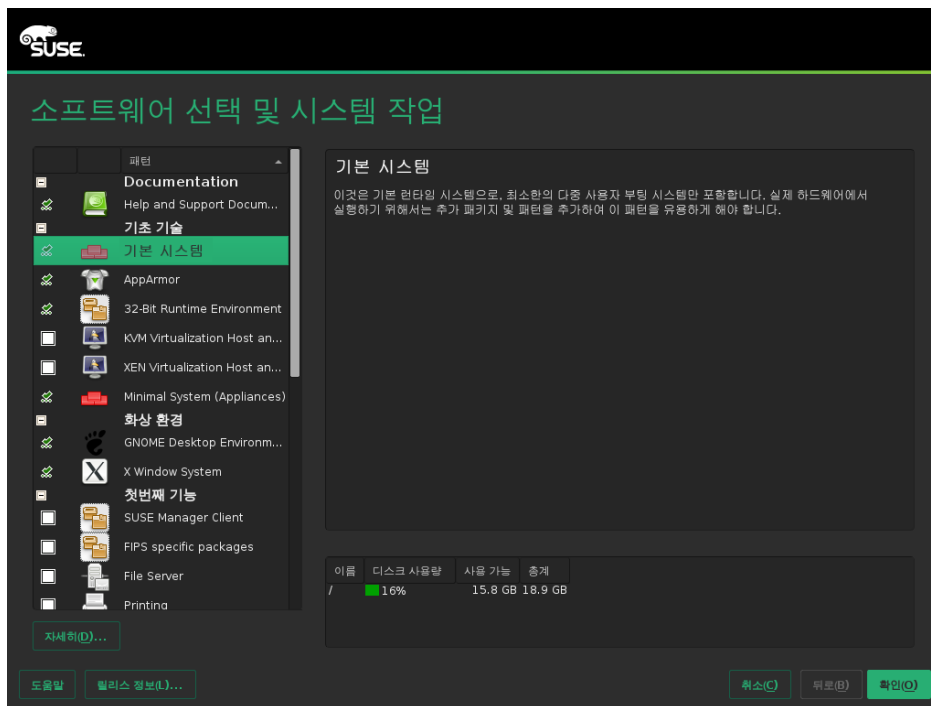 SUSE.
소프트웨어 선택 및 시스템 작업
패턴
Documentation
Help and Support Docum...
기초 기술
기본 시스템
AppArmor
32-Bit Runtime Environment
KVM Virtualization Host an...
XEN Virtualization Host an...
Minimal System (Appliances)
화상 환경
GNOME Desktop Environm...
X Window System
첫번째 기능
SUSE Manager Client
FIPS specific packages
File Server
Printing
자세히(D)...
기본 시스템
이것은 기본 런타임 시스템으로, 최소한의 다중 사용자 부팅 시스템만 포함합니다. 실제 하드웨어에서
실행하기 위해서는 추가 패키지 및 패턴을 추가하여 이 패턴을 유용하게 해야 합니다.
이름 디스크 사용량 사용 가능 총계
/ 16% 15.8 GB 18.9 GB
도움말 릴리스 정보(L)... 취소(C) 뒤로(B) 확인(O)